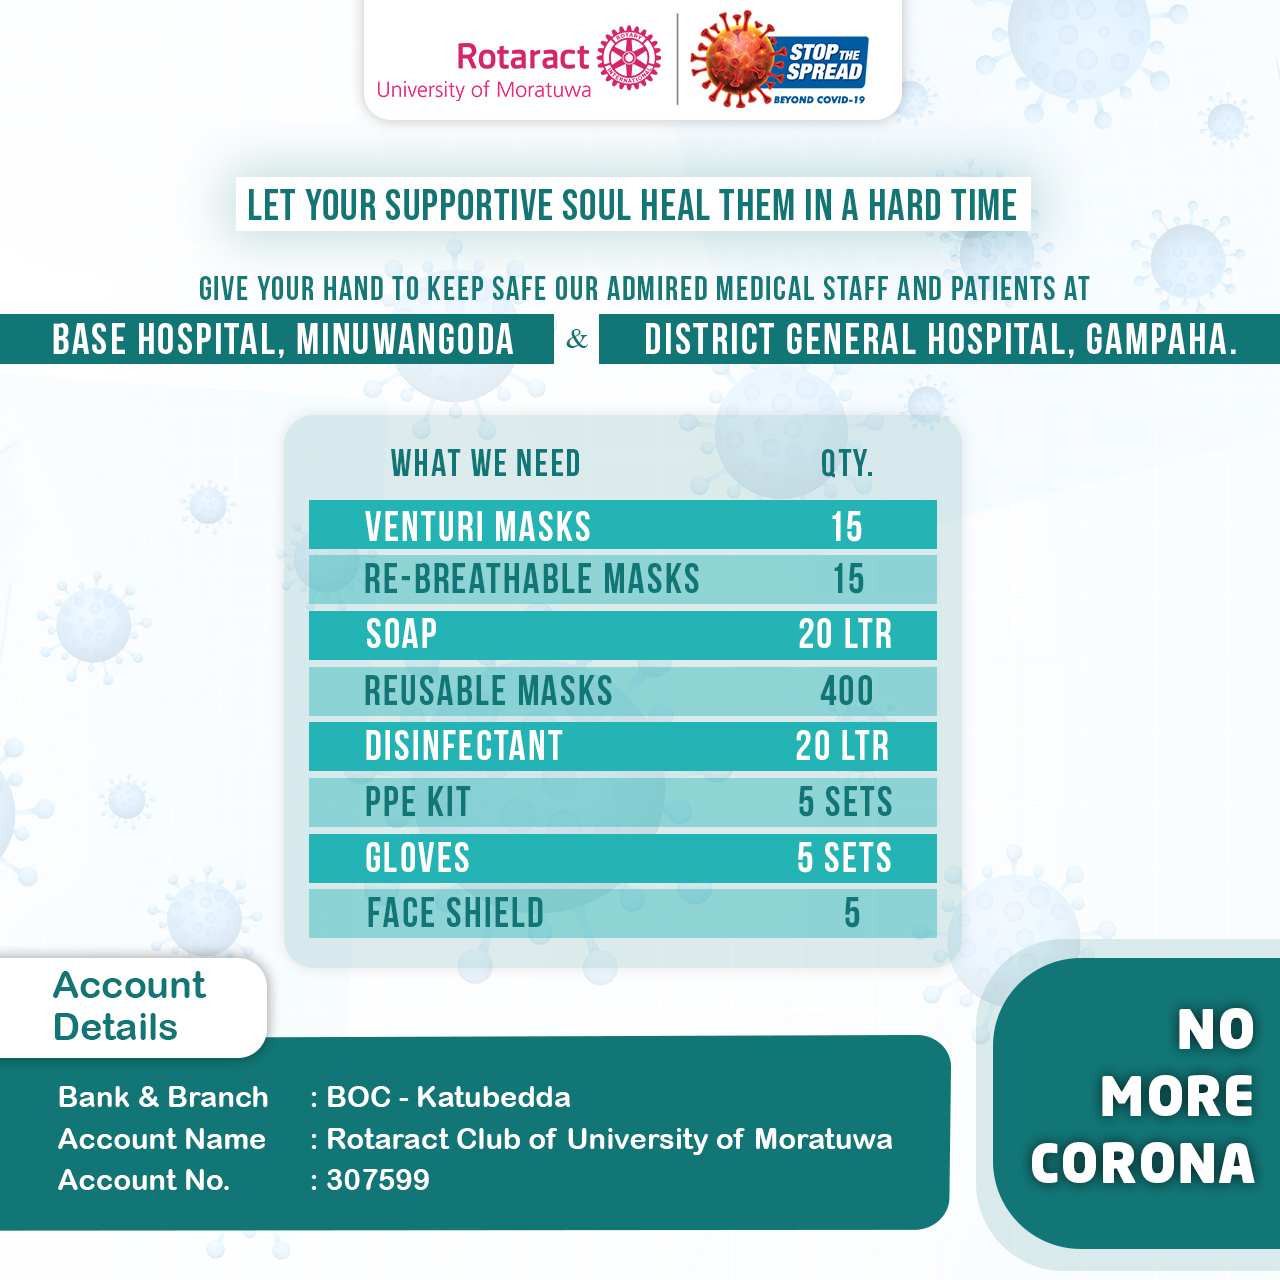 Rotaract
University of Moratuwa
ROTARY
INTERNATIONAL
STOP THE
SPREAD
BEYOND COVID-19
LET YOUR SUPPORTIVE SOUL HEAL THEM IN A HARD TIME
GIVE YOUR HAND TO KEEP SAFE OUR ADMIRED MEDICAL STAFF AND PATIENTS AT
BASE HOSPITAL, MINUWANGODA & DISTRICT GENERAL HOSPITAL, GAMPAHA.
WHAT WE NEED QTY.
VENTURI MASKS 15
RE-BREATHABLE MASKS 15
SOAP 20 LTR
REUSABLE MASKS 400
DISINFECTANT 20 LTR
PPE KIT 5 SETS
GLOVES 5 SETS
FACE SHIELD 5
Account
Details
Bank & Branch : BOC - Katubedda
Account Name : Rotaract Club of University of Moratuwa
Account No. : 307599
NO
MORE
CORONA